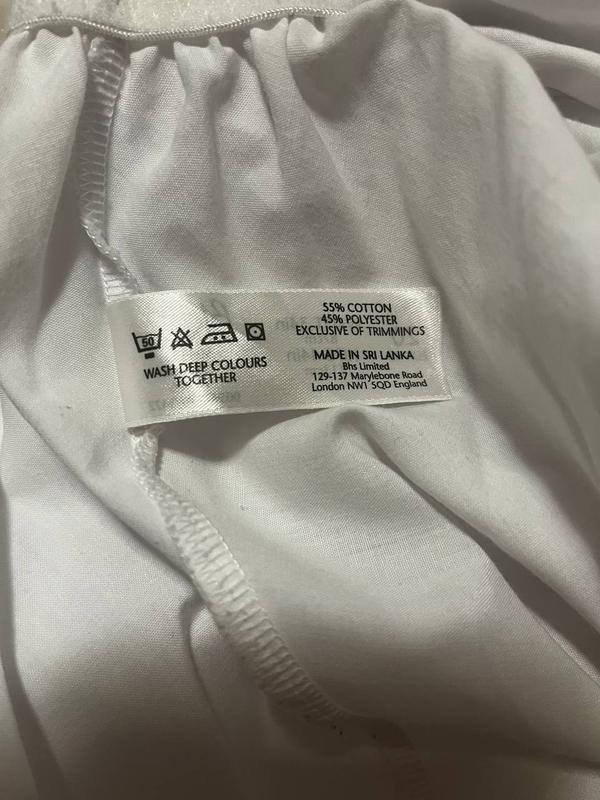 50
WASH DEEP COLOURS
TOGETHER
55% COTTON
45% POLYESTER
EXCLUSIVE OF TRIMMINGS
MADE IN SRI LANKA
Bhs Limited
129-137 Marylebone Road
London NW1 5QD England